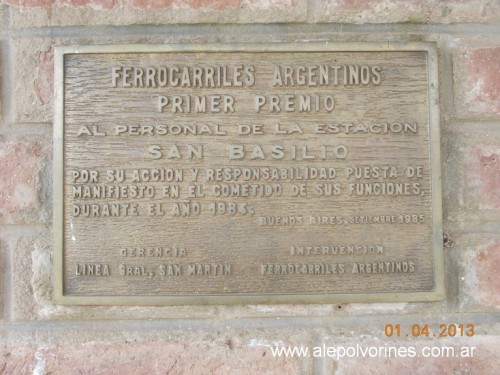 FERROCARRILES ARGENTINOS
PRIMER PREMIO
AL PERSONAL DE LA ESTACION
SAN BASILIO
POR SU ACCION Y RESPONSABILIDAD PUESTA DE
MANIFIESTO EN EL COMETIDO DE SUS FUNCIONES,
DURANTE EL AÑO 1984.
BUENOS AIRES, SETIEMBRE 1985
GERENCIA
LINEA GRAL. SAN MARTIN
INTERVENCION
FERROCARRILES ARGENTINOS
01.04.2013
www.alepolvorines.com.ar